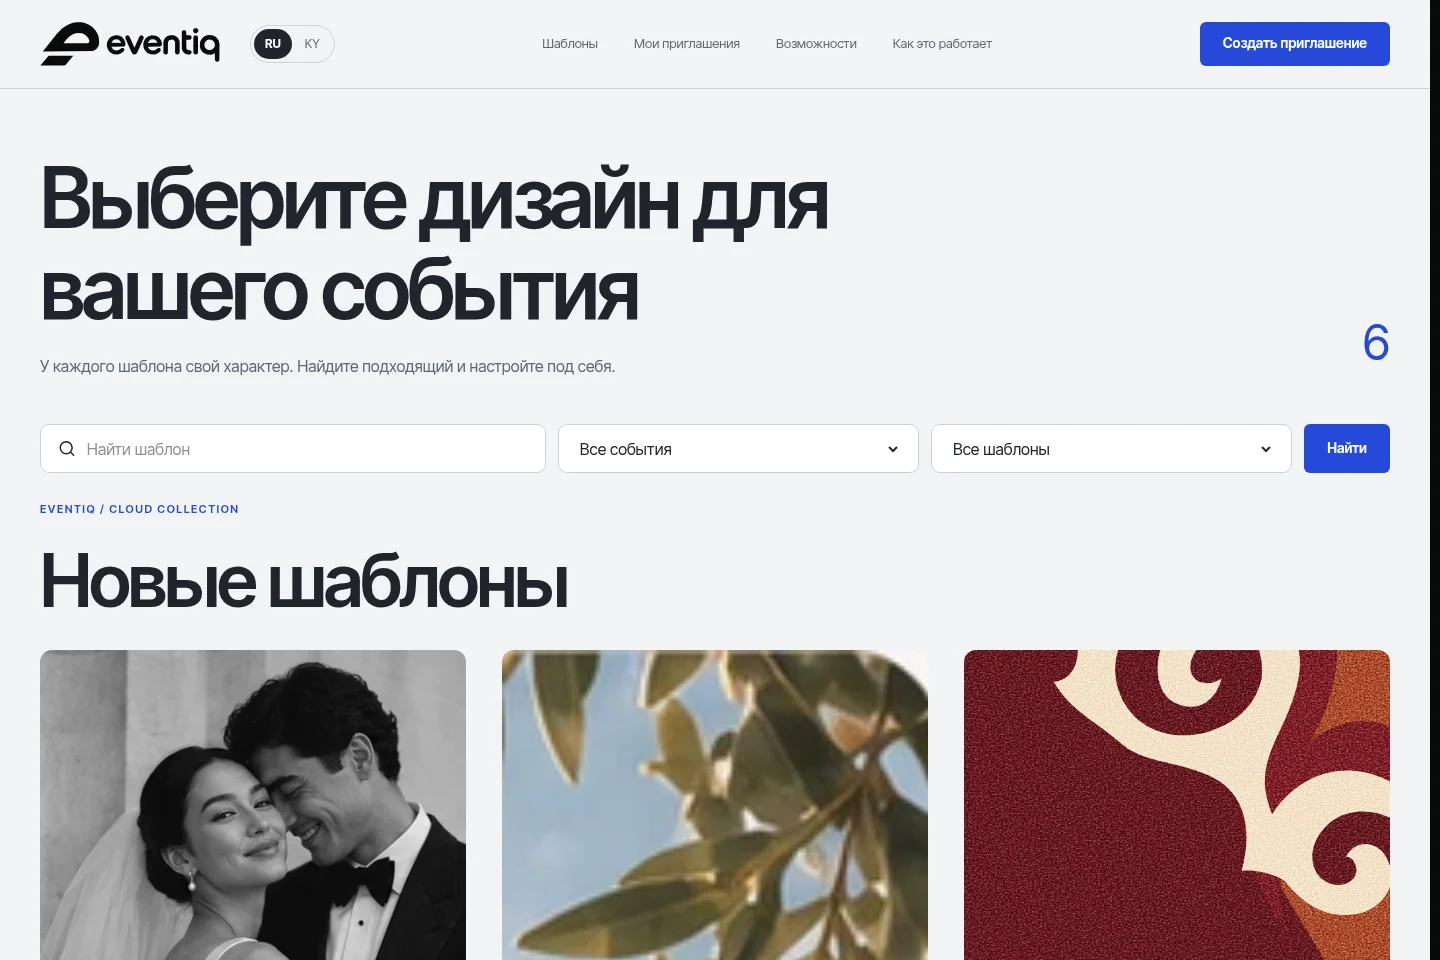 eventiq
RU KY
Шаблоны Мои приглашения Возможности Как это работает
Создать приглашение
Выберите дизайн для
вашего события
6
У каждого шаблона свой характер. Найдите подходящий и настройте под себя.
Найти шаблон
Все события
Все шаблоны
Найти
EVENTIQ / CLOUD COLLECTION
Новые шаблоны